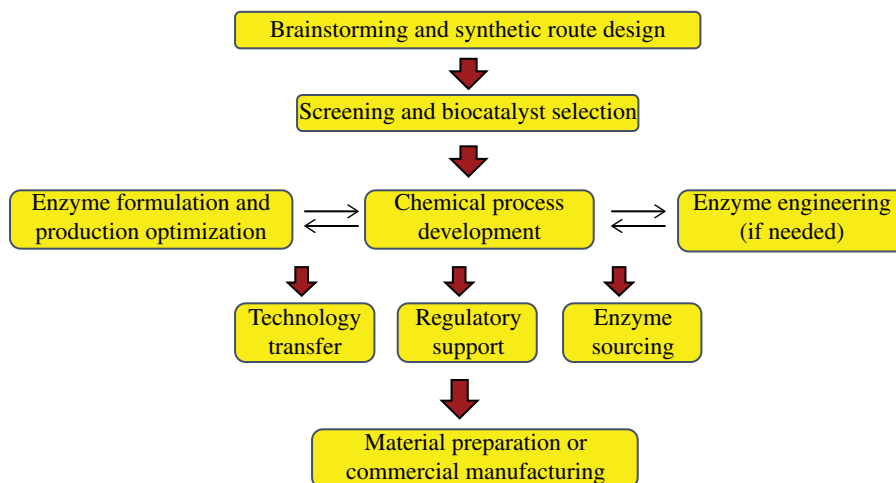 Brainstorming and synthetic route design
Screening and biocatalyst selection
Enzyme formulation and
production optimization
Chemical process
development
Enzyme engineering
(if needed)
Technology
transfer
Regulatory
support
Enzyme
sourcing
Material preparation or
commercial manufacturing